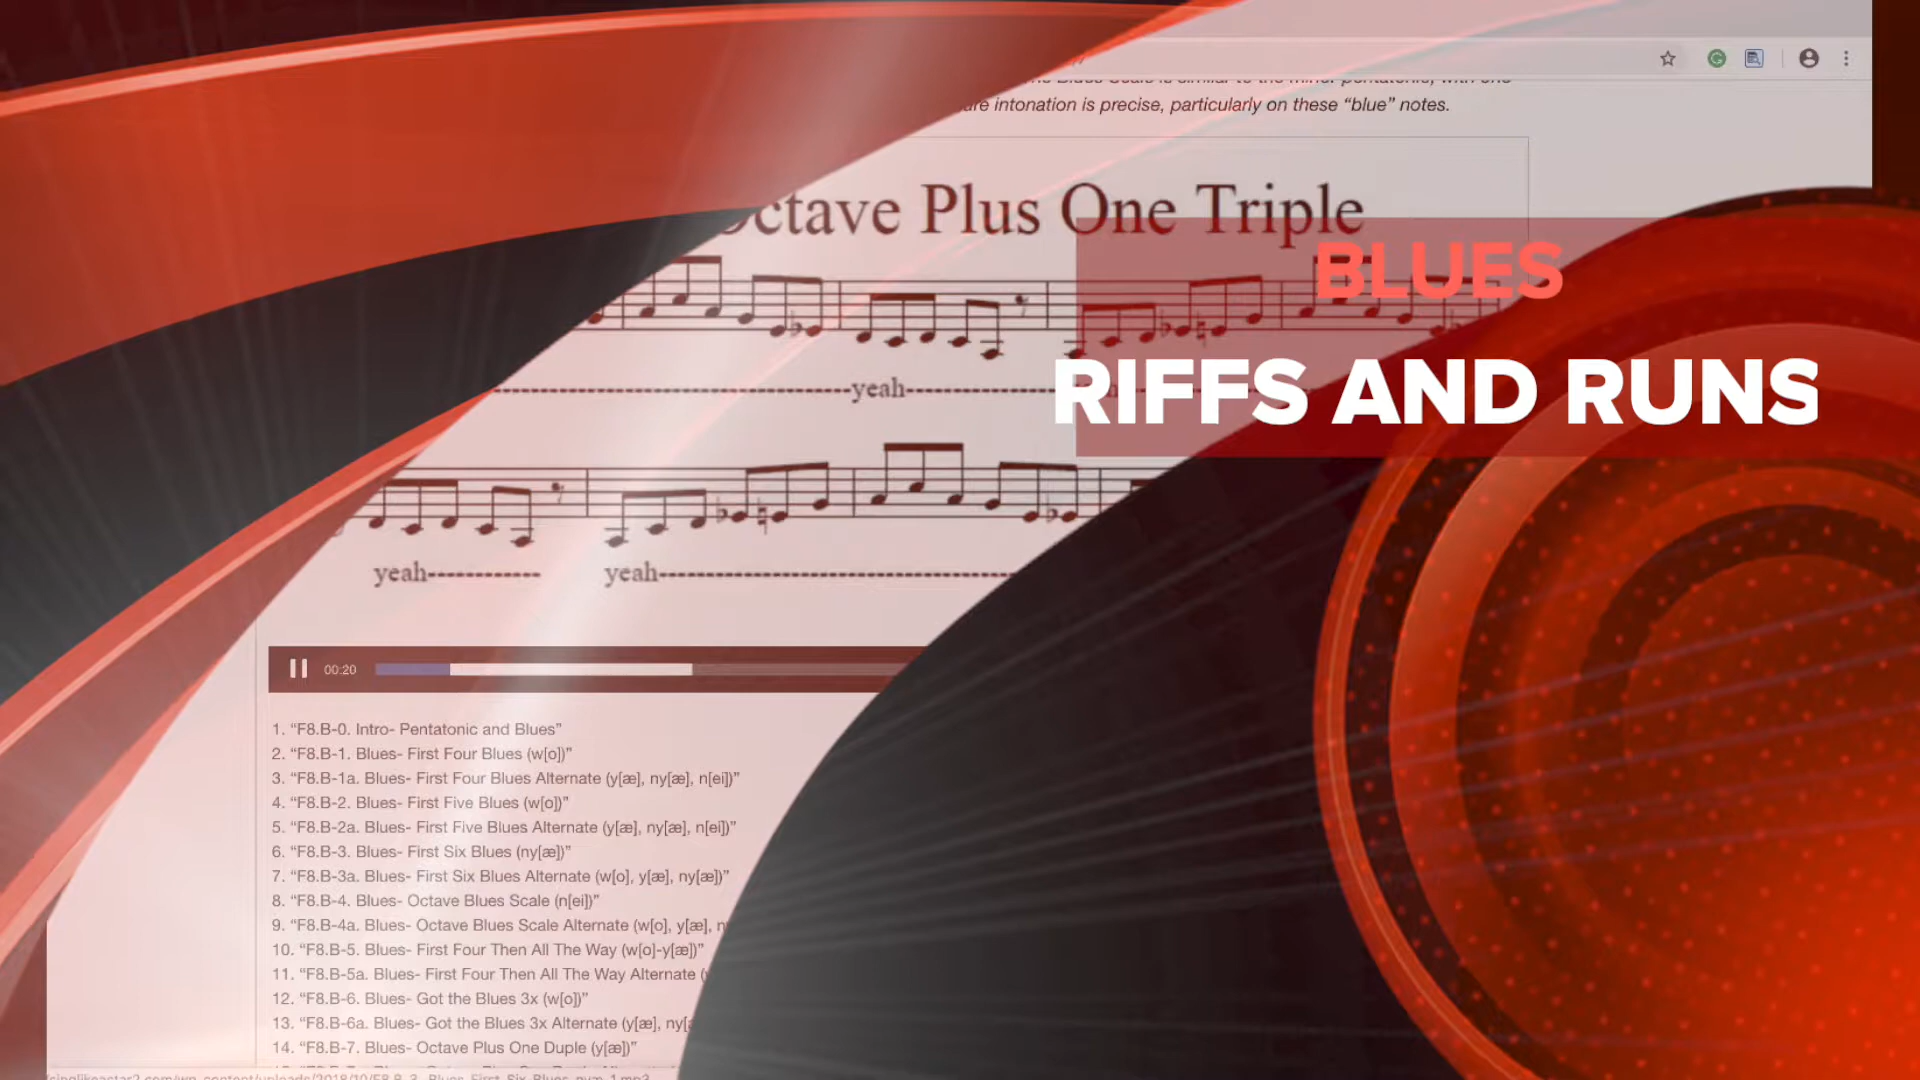 are intonation is precise, particularly on these “blue” notes.
Octave Plus One Triple
BLUES
RIFFS AND RUNS
yeah
yeah yeah
00:20
1. “F8.B-0. Intro- Pentatonic and Blues”
2. “F8.B-1. Blues- First Four Blues (w[o])”
3. “F8.B-1a. Blues- First Four Blues Alternate (y[æ], ny[æ], n[ei])”
4. “F8.B-2. Blues- First Five Blues (w[o])”
5. “F8.B-2a. Blues- First Five Blues Alternate (y[æ], ny[æ], n[ei])”
6. “F8.B-3. Blues- First Six Blues (ny[æ])”
7. “F8.B-3a. Blues- First Six Blues Alternate (w[o], y[æ], ny[æ])”
8. “F8.B-4. Blues- Octave Blues Scale (n[ei])”
9. “F8.B-4a. Blues- Octave Blues Scale Alternate (w[o], y[æ],
10. “F8.B-5. Blues- First Four Then All The Way (w[o]-y[æ])”
11. “F8.B-5a. Blues- First Four Then All The Way Alternate
12. “F8.B-6. Blues- Got the Blues 3x (w[o])”
13. “F8.B-6a. Blues- Got the Blues 3x Alternate (y[æ],
14. “F8.B-7. Blues- Octave Plus One Duple (y[æ])”